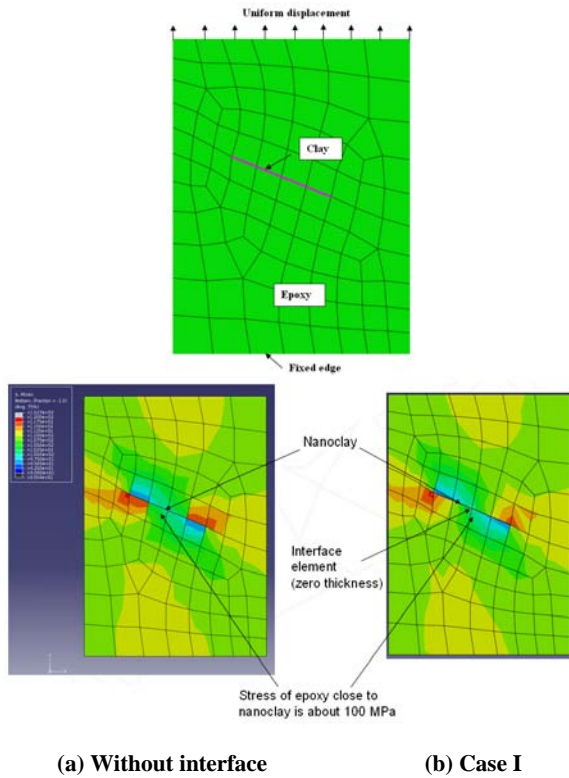 Uniform displacement
Clay
Epoxy
Fixed edge
S, Mises
Nanoclay
Interface
element
(zero thickness)
Stress of epoxy close to
nanoclay is about 100 MPa
(a) Without interface
(b) Case I